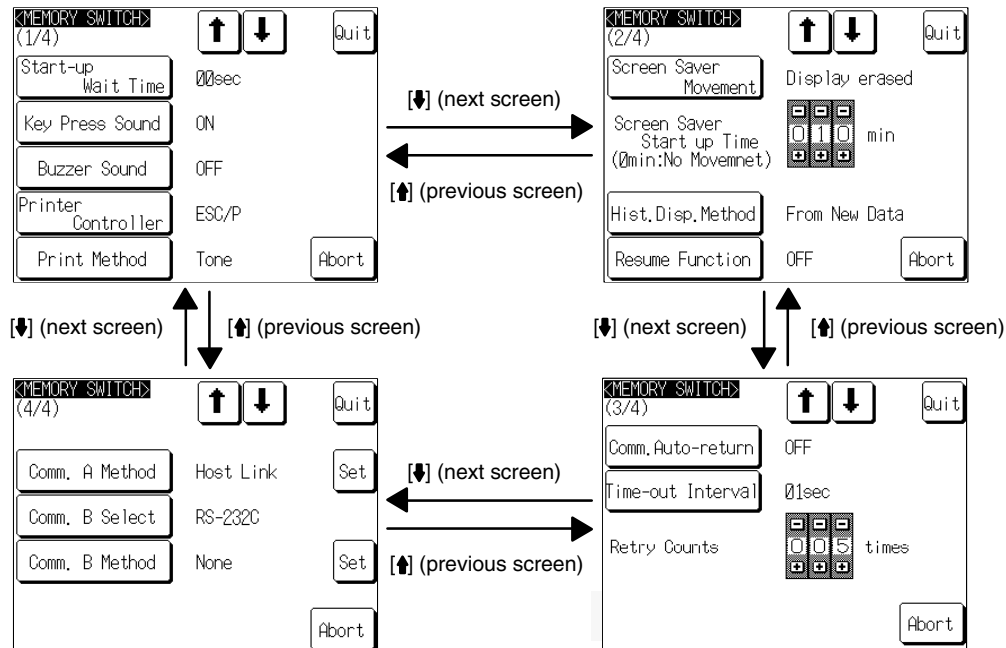 <MEMORY SWITCH>
(1/4)
Quit
Start-up
Wait Time
00sec
Key Press Sound
ON
Buzzer Sound
OFF
Printer
Controller
ESC/P
Print Method
Tone
Abort
[⬇] (next screen)
[⬆] (previous screen)
<MEMORY SWITCH>
(2/4)
Quit
Screen Saver
Movement
Display erased
Screen Saver
Start up Time
(0min:No Movemnet)
010 min
Hist.Disp.Method
From New Data
Resume Function
OFF
Abort
[⬇] (next screen)
[⬆] (previous screen)
[⬇] (next screen)
[⬆] (previous screen)
<MEMORY SWITCH>
(4/4)
Quit
Comm. A Method
Host Link
Set
Comm. B Select
RS-232C
Comm. B Method
None
Set
Abort
[⬇] (next screen)
[⬆] (previous screen)
<MEMORY SWITCH>
(3/4)
Quit
Comm.Auto-return
OFF
Time-out Interval
01sec
Retry Counts
005 times
Abort